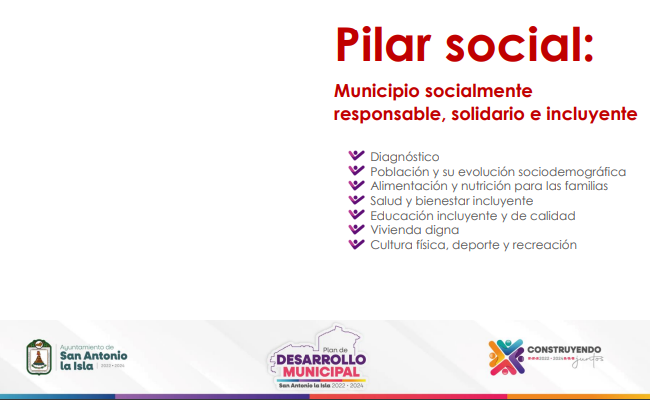 Pilar social:
Municipio socialmente
responsable, solidario e incluyente
Diagnóstico
Población y su evolución sociodemográfica
Alimentación y nutrición para las familias
Salud y bienestar incluyente
Educación incluyente y de calidad
Vivienda digna
Cultura física, deporte y recreación
Ayuntamiento de
San Antonio
la Isla 2022 - 2024
Plan de
DESARROLLO
MUNICIPAL
San Antonio la Isla 2022 - 2024
CONSTRUYENDO
2022 - 2024 juntos